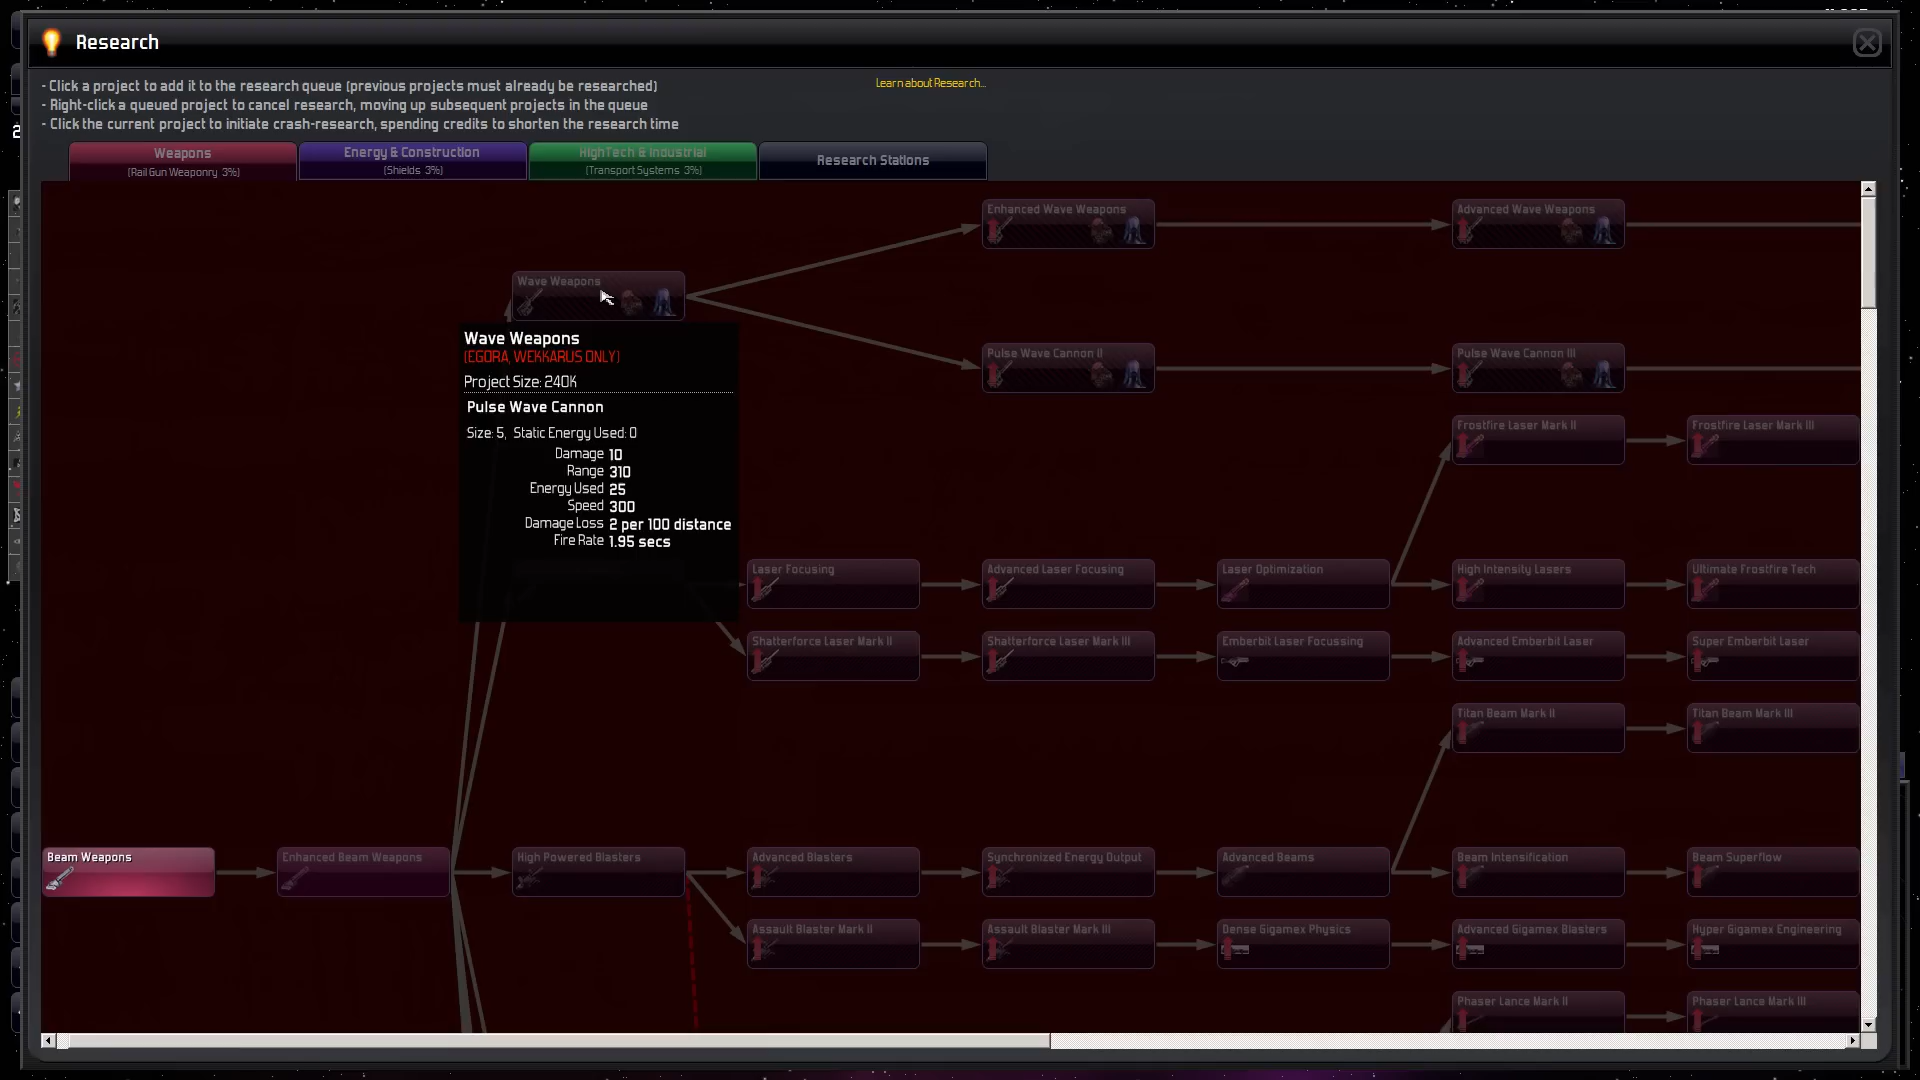 Research
- Click a project to add it to the research queue (previous projects must already be researched)
- Right-click a queued project to cancel research, moving up subsequent projects in the queue
- Click the current project to initiate crash-research, spending credits to shorten the research time
Learn about Research...
Weapons
(Rail Gun Weaponry 3%)
Energy & Construction
(Shields 3%)
HighTech & Industrial
(Transport Systems 3%)
Research Stations
Enhanced Wave Weapons
Advanced Wave Weapons
Wave Weapons
Wave Weapons
(EGORA, WEKKARUS ONLY)
Project Size: 240K
Pulse Wave Cannon
Size: 5, Static Energy Used: 0
Damage 10
Range 310
Energy Used 25
Speed 300
Damage Loss 2 per 100 distance
Fire Rate 1.95 secs
Pulse Wave Cannon II
Pulse Wave Cannon III
Frostfire Laser Mark II
Frostfire Laser Mark III
Laser Focusing
Advanced Laser Focusing
Laser Optimization
High Intensity Lasers
Ultimate Frostfire Tech
Shatterforce Laser Mark II
Shatterforce Laser Mark III
Emberbit Laser Focussing
Advanced Emberbit Laser
Super Emberbit Laser
Titan Beam Mark II
Titan Beam Mark III
Beam Weapons
Enhanced Beam Weapons
High Powered Blasters
Advanced Blasters
Synchronized Energy Output
Advanced Beams
Beam Intensification
Beam Superflow
Assault Blaster Mark II
Assault Blaster Mark III
Dense Gigamex Physics
Advanced Gigamex Blasters
Hyper Gigamex Engineering
Phaser Lance Mark II
Phaser Lance Mark III